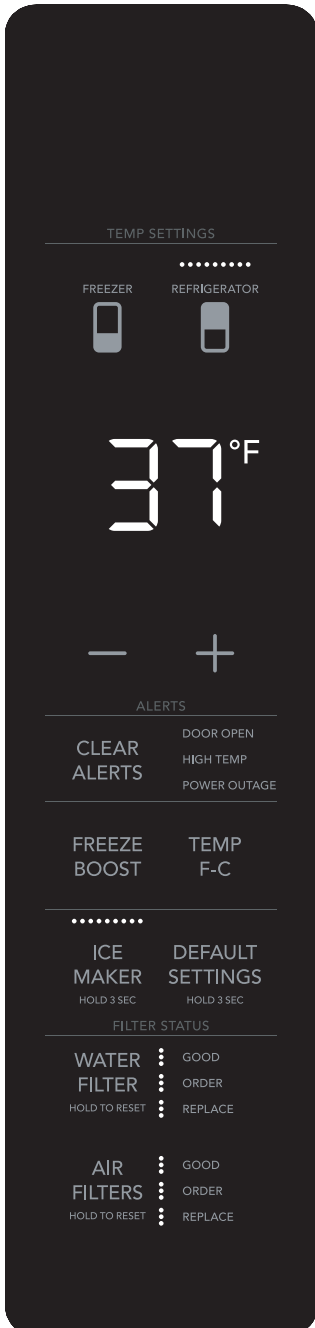 TEMP SETTINGS
FREEZER REFRIGERATOR
37°F
− +
ALERTS
CLEAR
ALERTS
DOOR OPEN
HIGH TEMP
POWER OUTAGE
FREEZE
BOOST
TEMP
F-C
ICE
MAKER
HOLD 3 SEC
DEFAULT
SETTINGS
HOLD 3 SEC
FILTER STATUS
WATER
FILTER
HOLD TO RESET
GOOD
ORDER
REPLACE
AIR
FILTERS
HOLD TO RESET
GOOD
ORDER
REPLACE